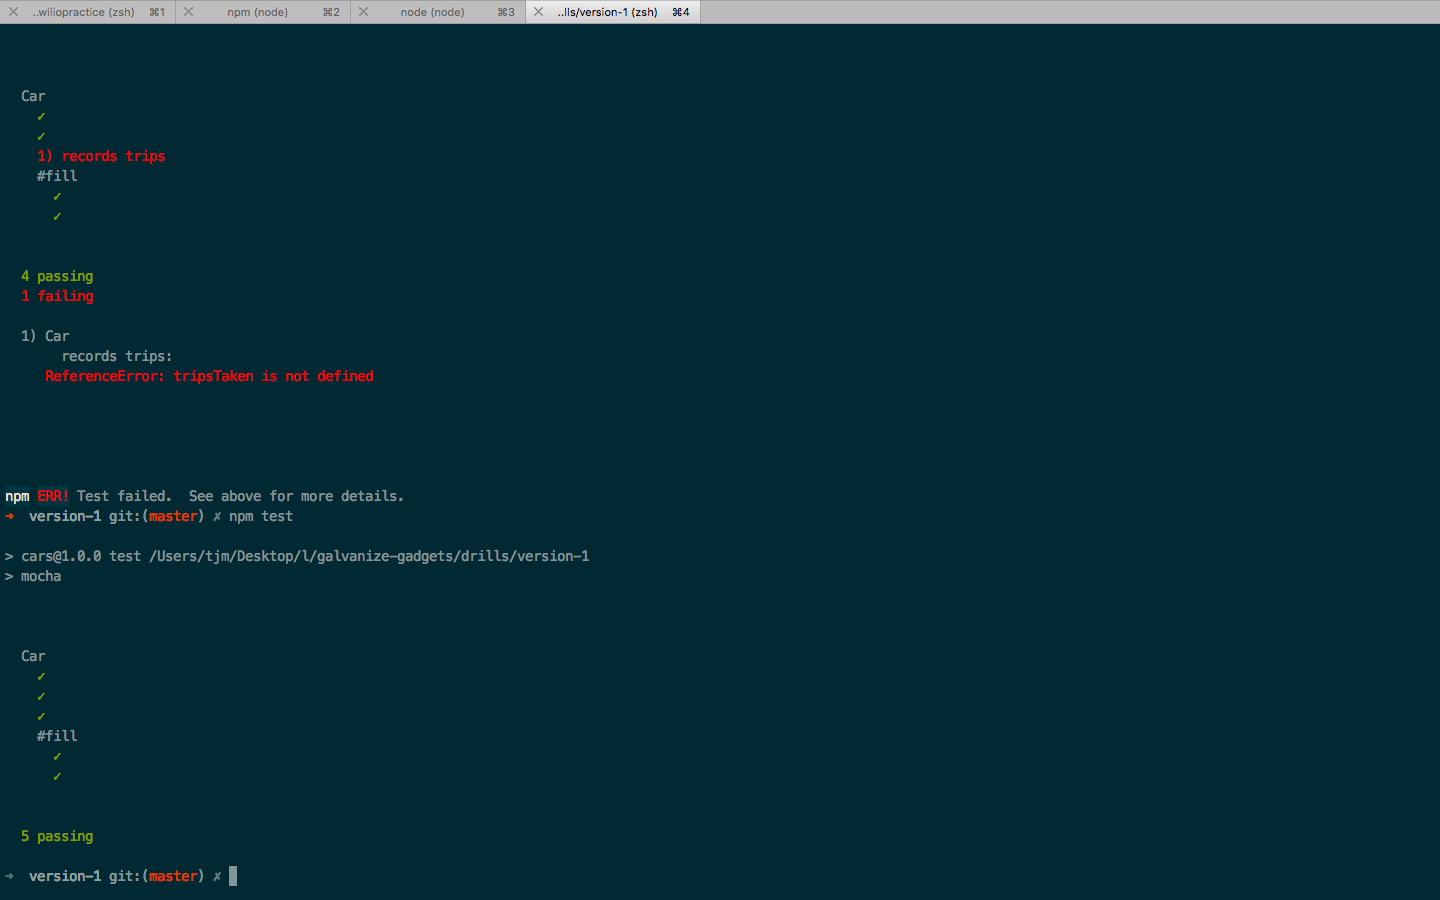 ..wiliopractice (zsh) ⌘1 npm (node) ⌘2 node (node) ⌘3 ..lls/version-1 (zsh) ⌘4
Car
✓
✓
1) records trips
#fill
✓
✓
4 passing
1 failing
1) Car
records trips:
ReferenceError: tripsTaken is not defined
npm ERR! Test failed.  See above for more details.
➜  version-1 git:(master) ✗ npm test
> cars@1.0.0 test /Users/tjm/Desktop/l/galvanize-gadgets/drills/version-1
> mocha
Car
✓
✓
✓
#fill
✓
✓
5 passing
➜  version-1 git:(master) ✗